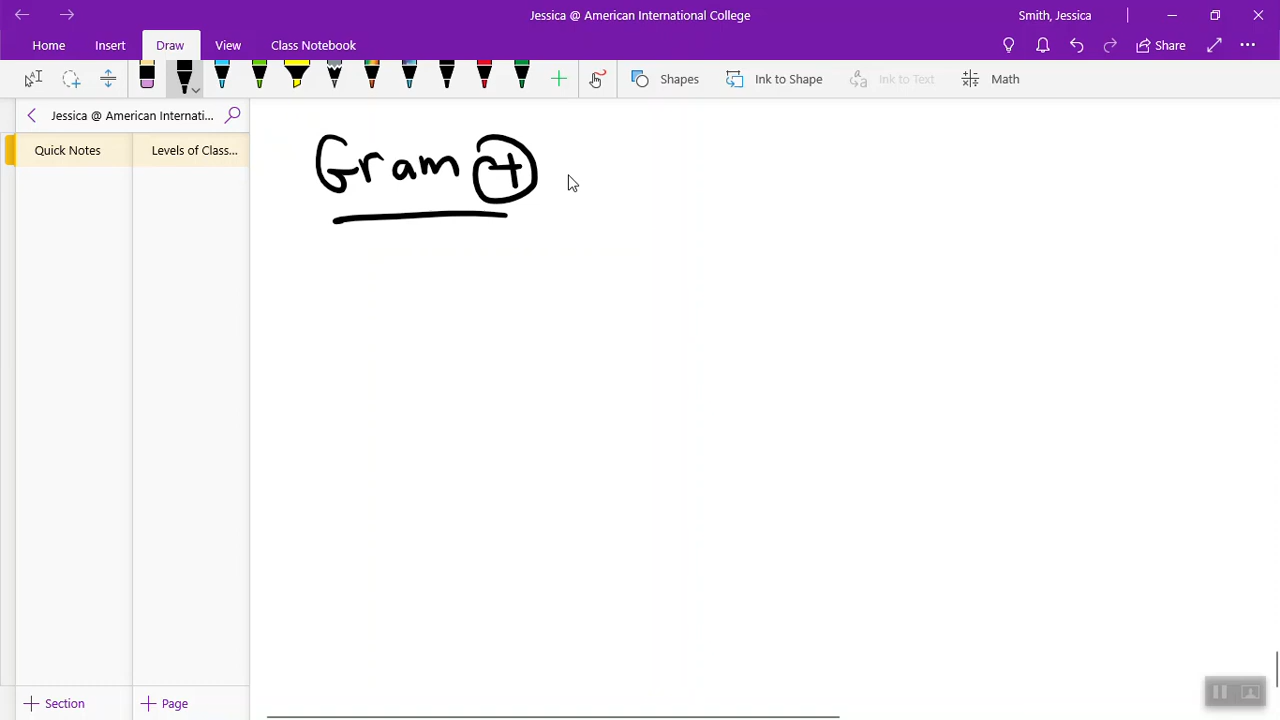 Jessica @ American International College
Smith, Jessica
Home Insert Draw View Class Notebook
Share
Shapes Ink to Shape Ink to Text Math
Jessica @ American Internati...
Quick Notes
Levels of Class...
Gram +
+ Section
+ Page